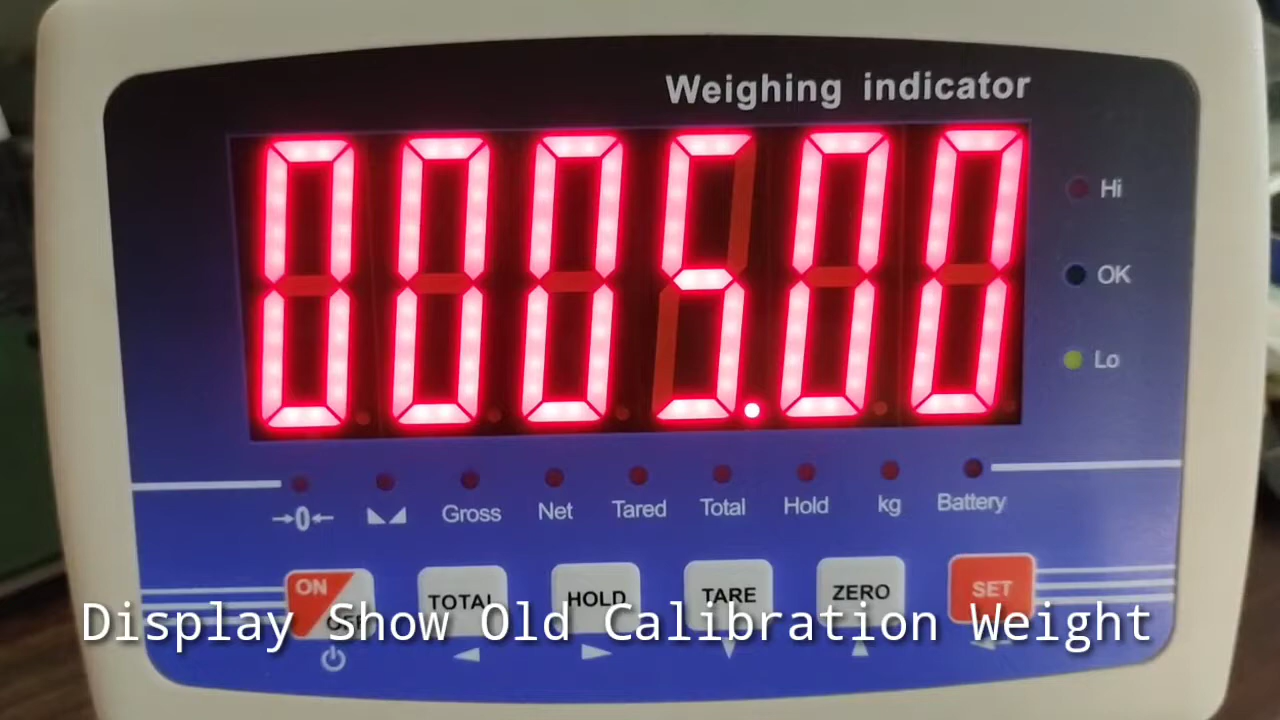 Weighing indicator
0005.00
Hi
OK
Lo
→0←
Gross Net Tared Total Hold kg Battery
ON OFF TOTAL HOLD TARE ZERO SET
Display Show Old Calibration Weight